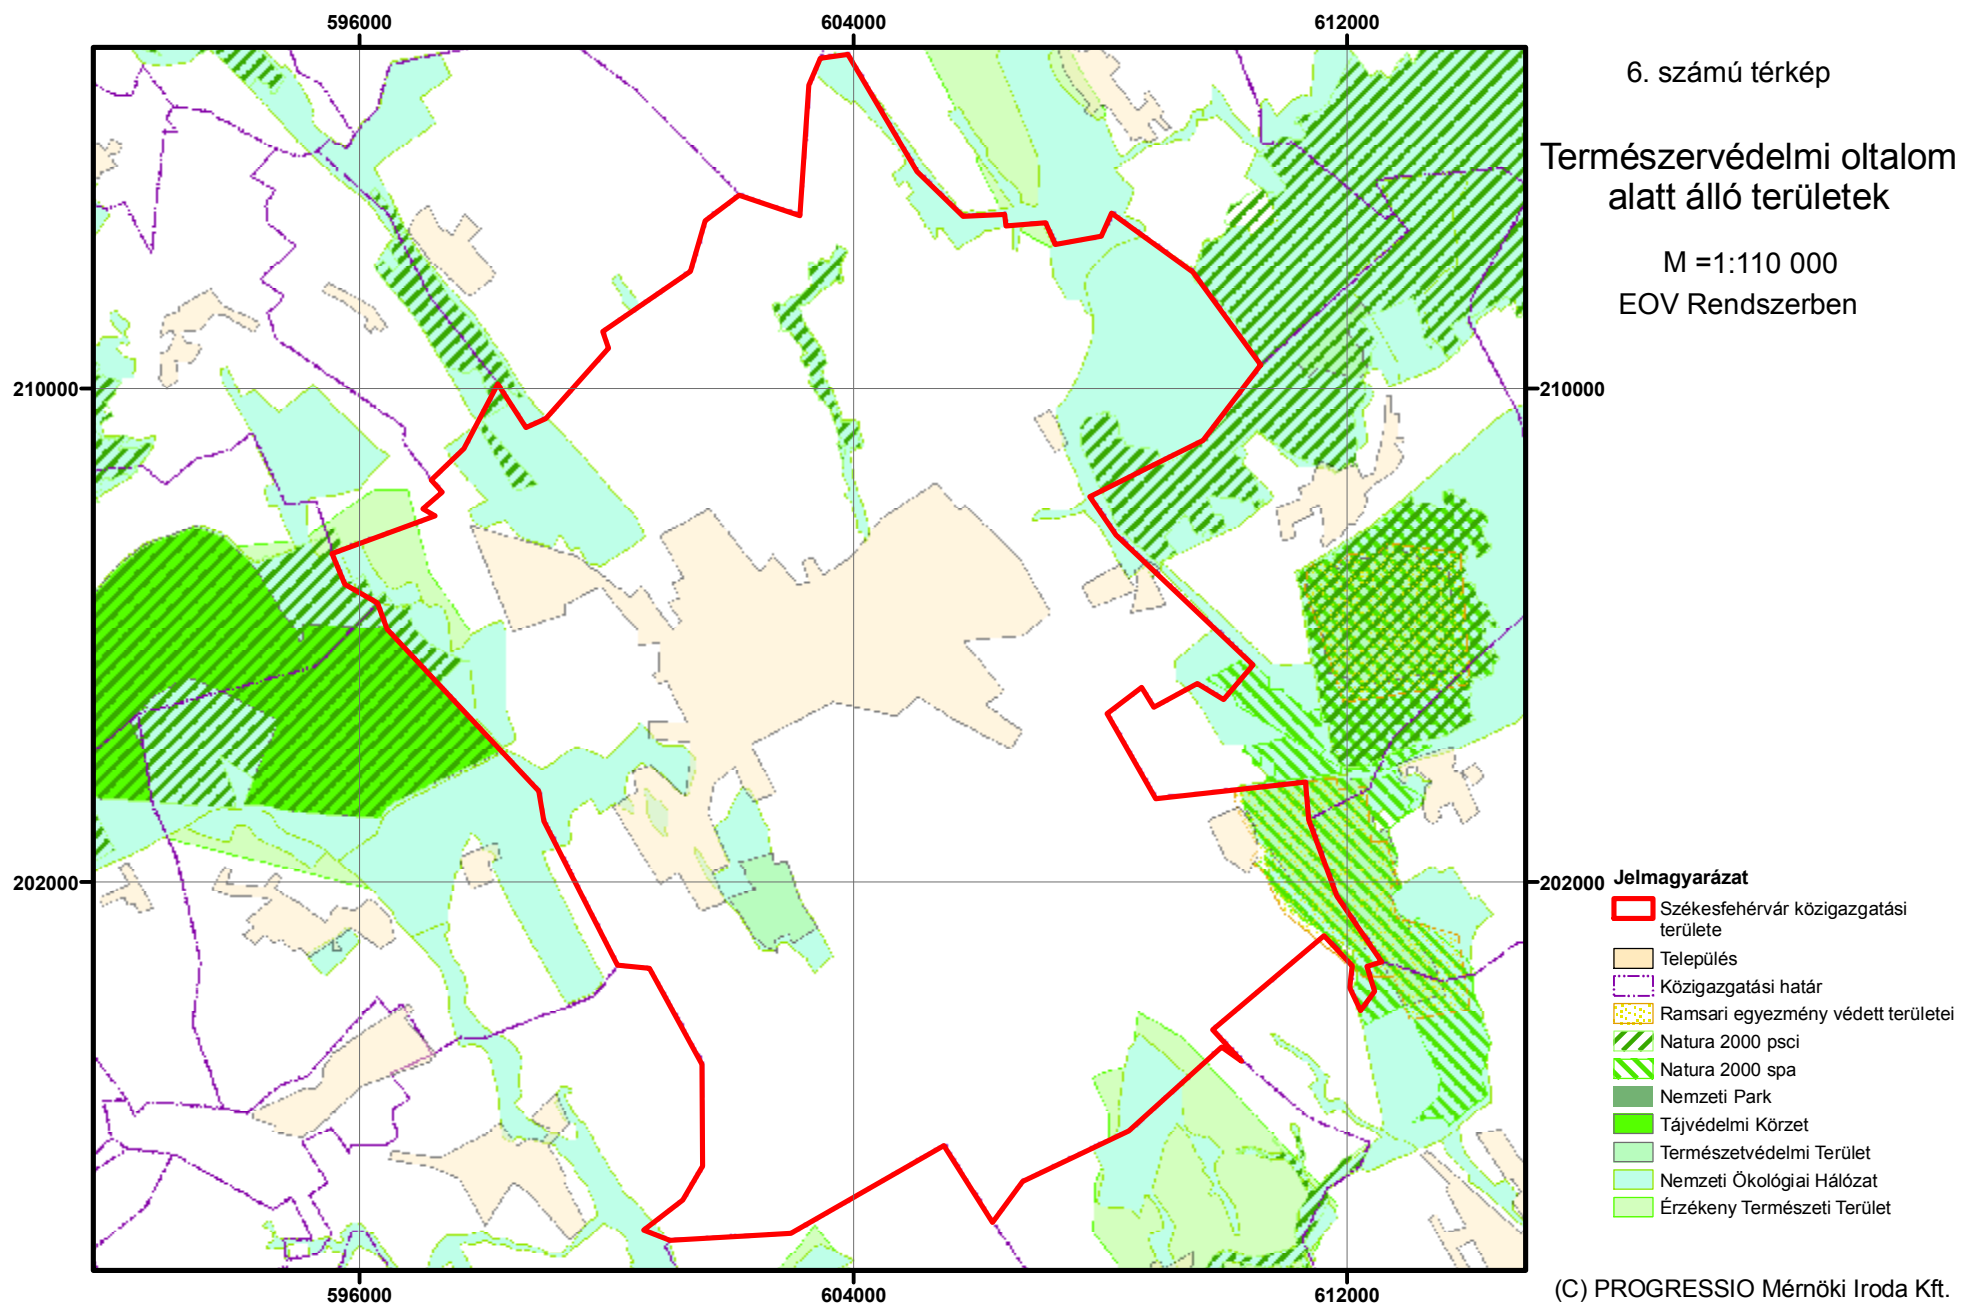 596000
604000
612000
6. számú térkép
Természervédelmi oltalom
alatt álló területek
M =1:110 000
EOV Rendszerben
210000
210000
202000
202000
Jelmagyarázat
Székesfehérvár közigazgatási
területe
Település
Közigazgatási határ
Ramsari egyezmény védett területei
Natura 2000 psci
Natura 2000 spa
Nemzeti Park
Tájvédelmi Körzet
Természetvédelmi Terület
Nemzeti Ökológiai Hálózat
Érzékeny Természeti Terület
596000
604000
612000
(C) PROGRESSIO Mérnöki Iroda Kft.